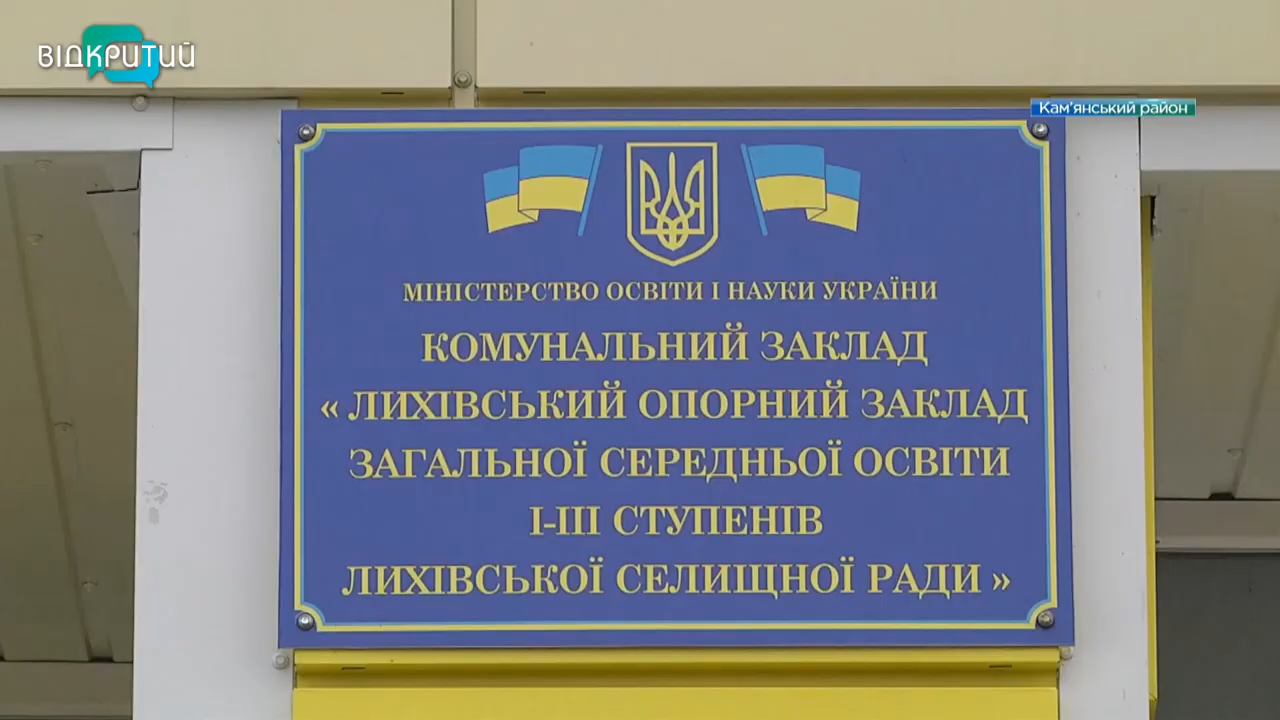 ВІДКРИТИЙ
Кам'янський район
МІНІСТЕРСТВО ОСВІТИ І НАУКИ УКРАЇНИ
КОМУНАЛЬНИЙ ЗАКЛАД
« ЛИХІВСЬКИЙ ОПОРНИЙ ЗАКЛАД
ЗАГАЛЬНОЇ СЕРЕДНЬОЇ ОСВІТИ
І-ІІІ СТУПЕНІВ
ЛИХІВСЬКОЇ СЕЛИЩНОЇ РАДИ »